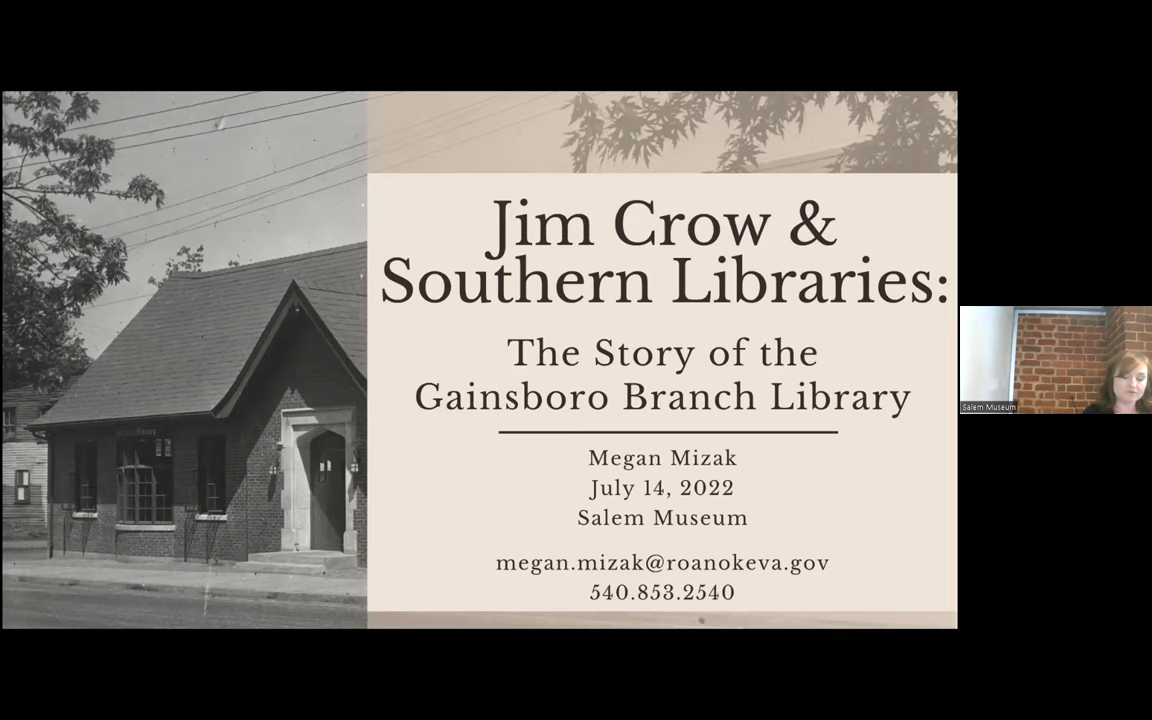 Jim Crow &
Southern Libraries:
The Story of the
Gainsboro Branch Library
Megan Mizak
July 14, 2022
Salem Museum
megan.mizak@roanokeva.gov
540.853.2540
Salem Museum